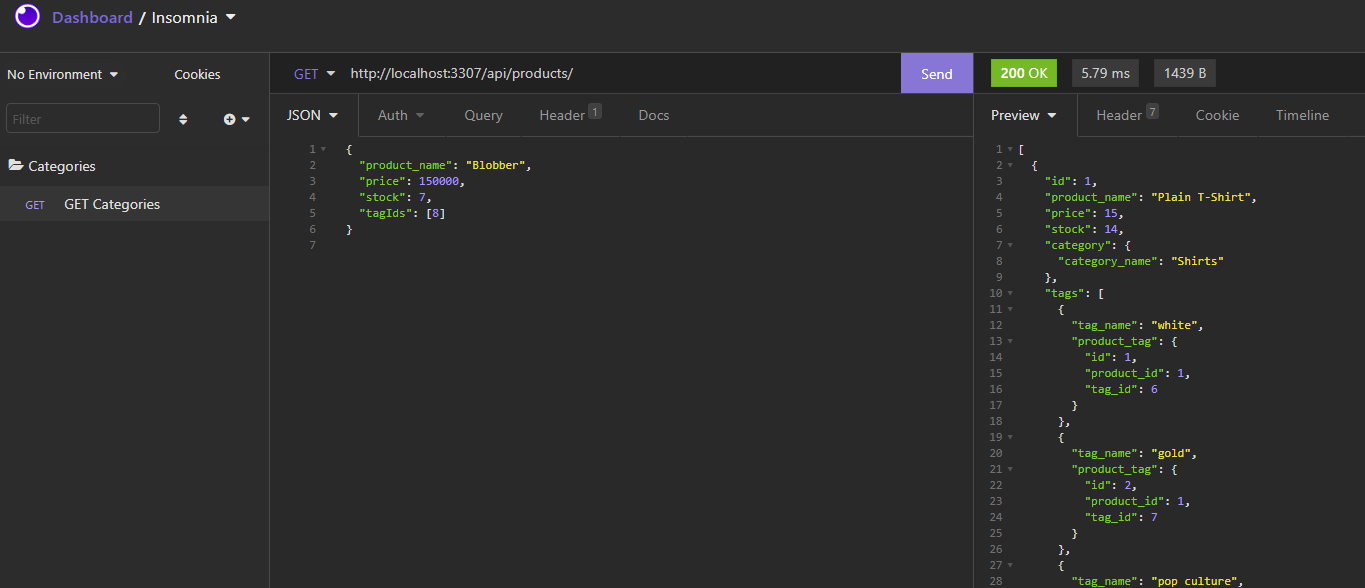 Dashboard / Insomnia
No Environment
Cookies
GET http://localhost:3307/api/products/
Send
200 OK
5.79 ms
1439 B
Filter
JSON
Auth
Query
Header 1
Docs
Preview
Header 7
Cookie
Timeline
Categories
GET GET Categories
1 {
2 "product_name": "Blobber",
3 "price": 150000,
4 "stock": 7,
5 "tagIds": [8]
6 }
7
1 [
2 {
3 "id": 1,
4 "product_name": "Plain T-Shirt",
5 "price": 15,
6 "stock": 14,
7 "category": {
8 "category_name": "Shirts"
9 },
10 "tags": [
11 {
12 "tag_name": "white",
13 "product_tag": {
14 "id": 1,
15 "product_id": 1,
16 "tag_id": 6
17 }
18 },
19 {
20 "tag_name": "gold",
21 "product_tag": {
22 "id": 2,
23 "product_id": 1,
24 "tag_id": 7
25 }
26 },
27 {
28 "tag_name": "pop culture",